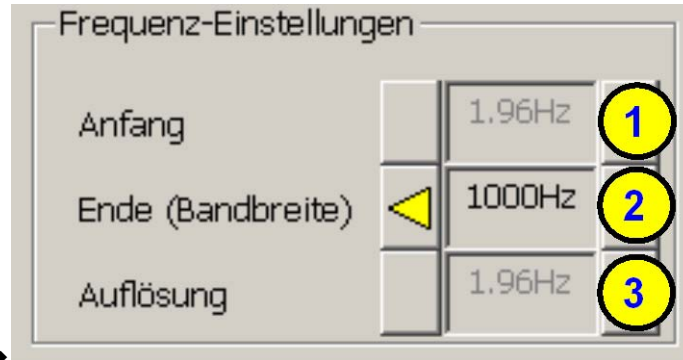 Frequenz-Einstellungen
Anfang 1.96Hz 1
Ende (Bandbreite) 1000Hz 2
Auflösung 1.96Hz 3